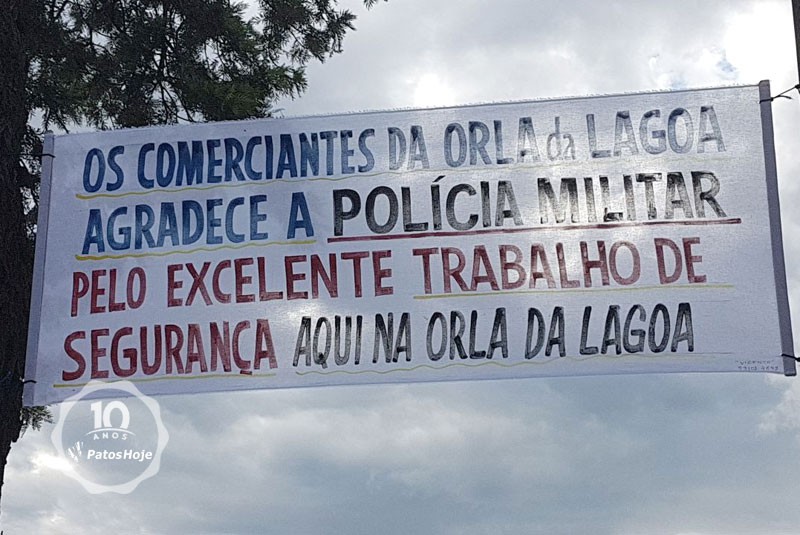 OS COMERCIANTES DA ORLA da LAGOA
AGRADECE A POLÍCIA MILITAR
PELO EXCELENTE TRABALHO DE
SEGURANÇA AQUI NA ORLA DA LAGOA
10
ANOS
PatosHoje